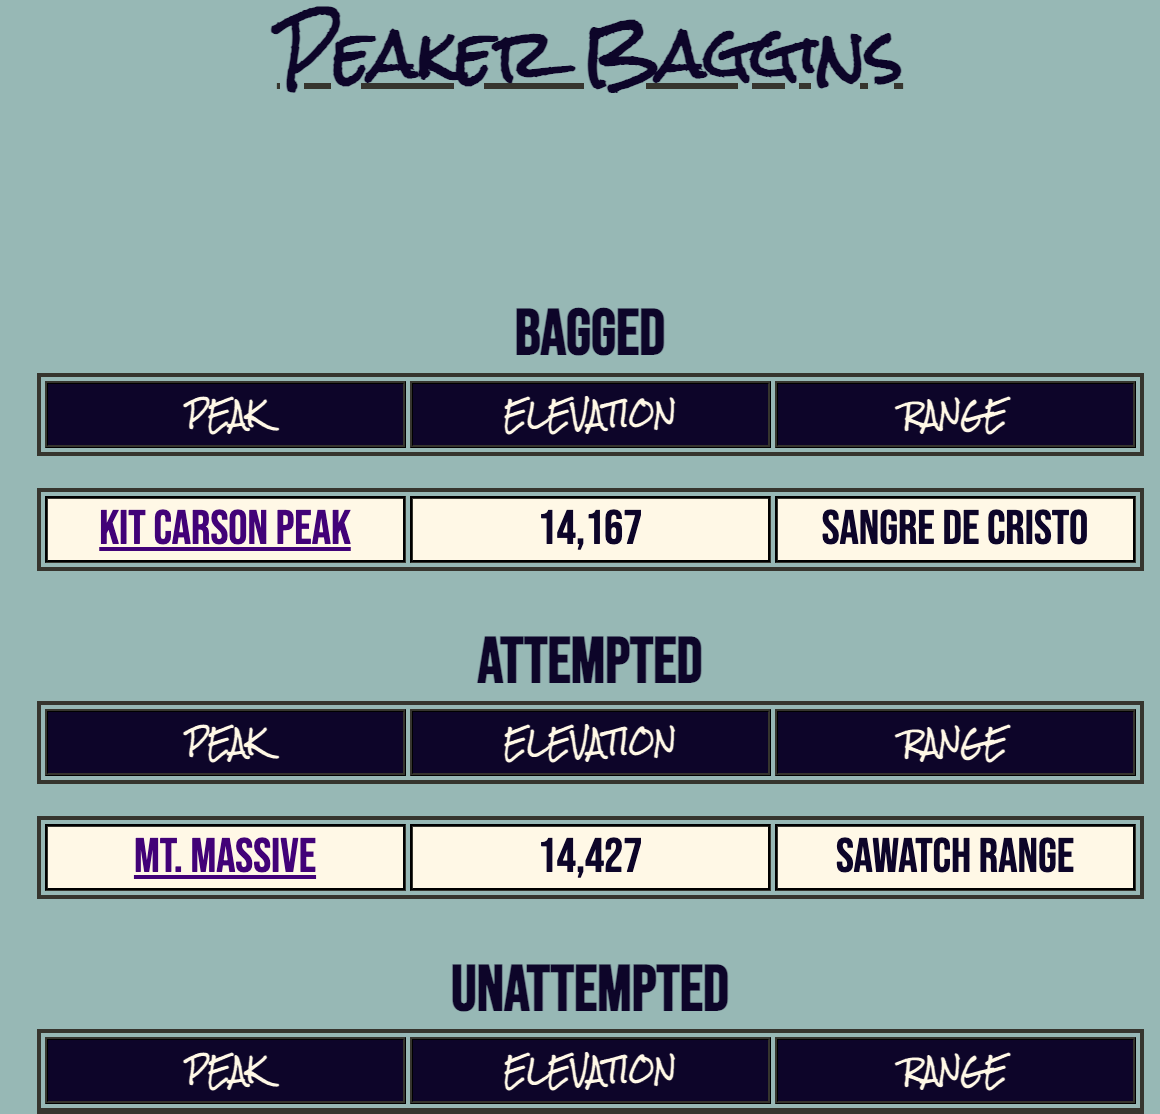 Peaker Baggins
BAGGED
PEAK ELEVATION RANGE
KIT CARSON PEAK 14,167 SANGRE DE CRISTO
ATTEMPTED
PEAK ELEVATION RANGE
MT. MASSIVE 14,427 SAWATCH RANGE
UNATTEMPTED
PEAK ELEVATION RANGE